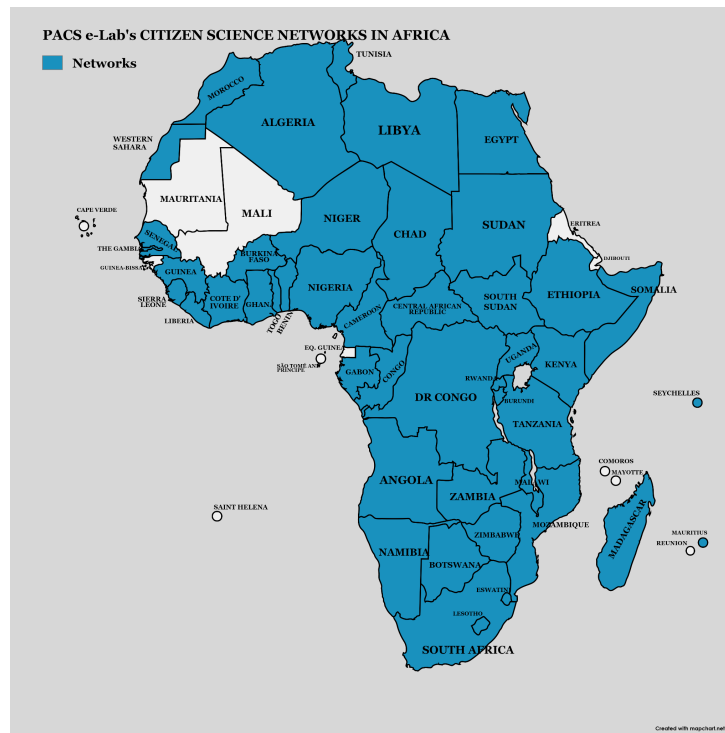 PACS e-Lab's CITIZEN SCIENCE NETWORKS IN AFRICA
Networks
TUNISIA
MOROCCO
ALGERIA
LIBYA
EGYPT
WESTERN
SAHARA
MAURITANIA
MALI
NIGER
CHAD
SUDAN
ERITREA
CAPE VERDE
SENEGAL
THE GAMBIA
GUINEA-BISSAU
GUINEA
BURKINA
FASO
DJIBOUTI
SIERRA
LEONE
LIBERIA
COTE D'
IVOIRE
GHANA
TOGO
BENIN
NIGERIA
CAMEROON
CENTRAL AFRICAN
REPUBLIC
SOUTH
SUDAN
ETHIOPIA
SOMALIA
EQ. GUINEA
SÃO TOMÉ AND
PRINCIPE
GABON
CONGO
DR CONGO
UGANDA
KENYA
RWANDA
BURUNDI
TANZANIA
SEYCHELLES
COMOROS
MAYOTTE
ANGOLA
ZAMBIA
MALAWI
MOZAMBIQUE
SAINT HELENA
NAMIBIA
BOTSWANA
ZIMBABWE
MADAGASCAR
MAURITIUS
REUNION
ESWATINI
LESOTHO
SOUTH AFRICA
Created with mapchart.net